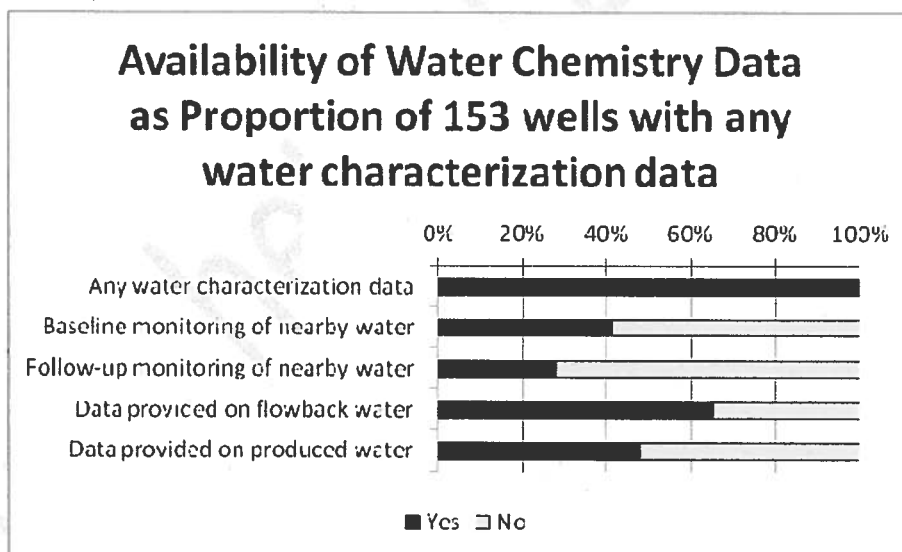 Availability of Water Chemistry Data
as Proportion of 153 wells with any
water characterization data
0% 20% 40% 60% 80% 100%
Any water characterization data
Baseline monitoring of nearby water
Follow-up monitoring of nearby water
Data provided on flowback water
Data provided on produced water
Yes No